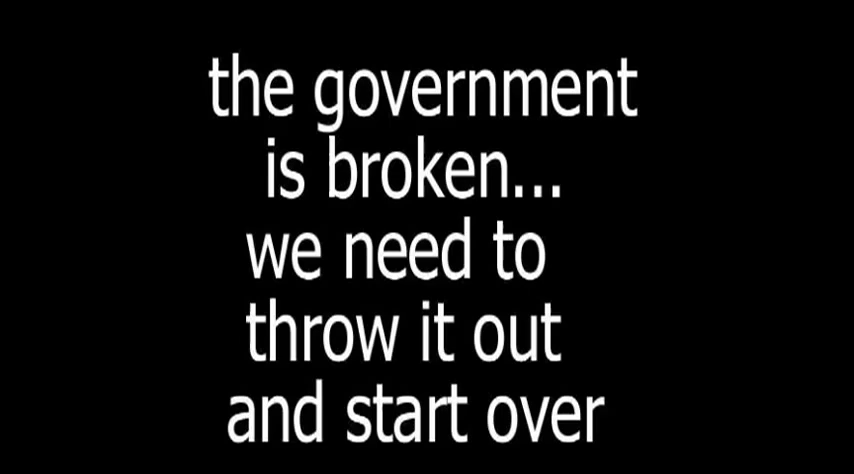 the government
is broken...
we need to
throw it out
and start over